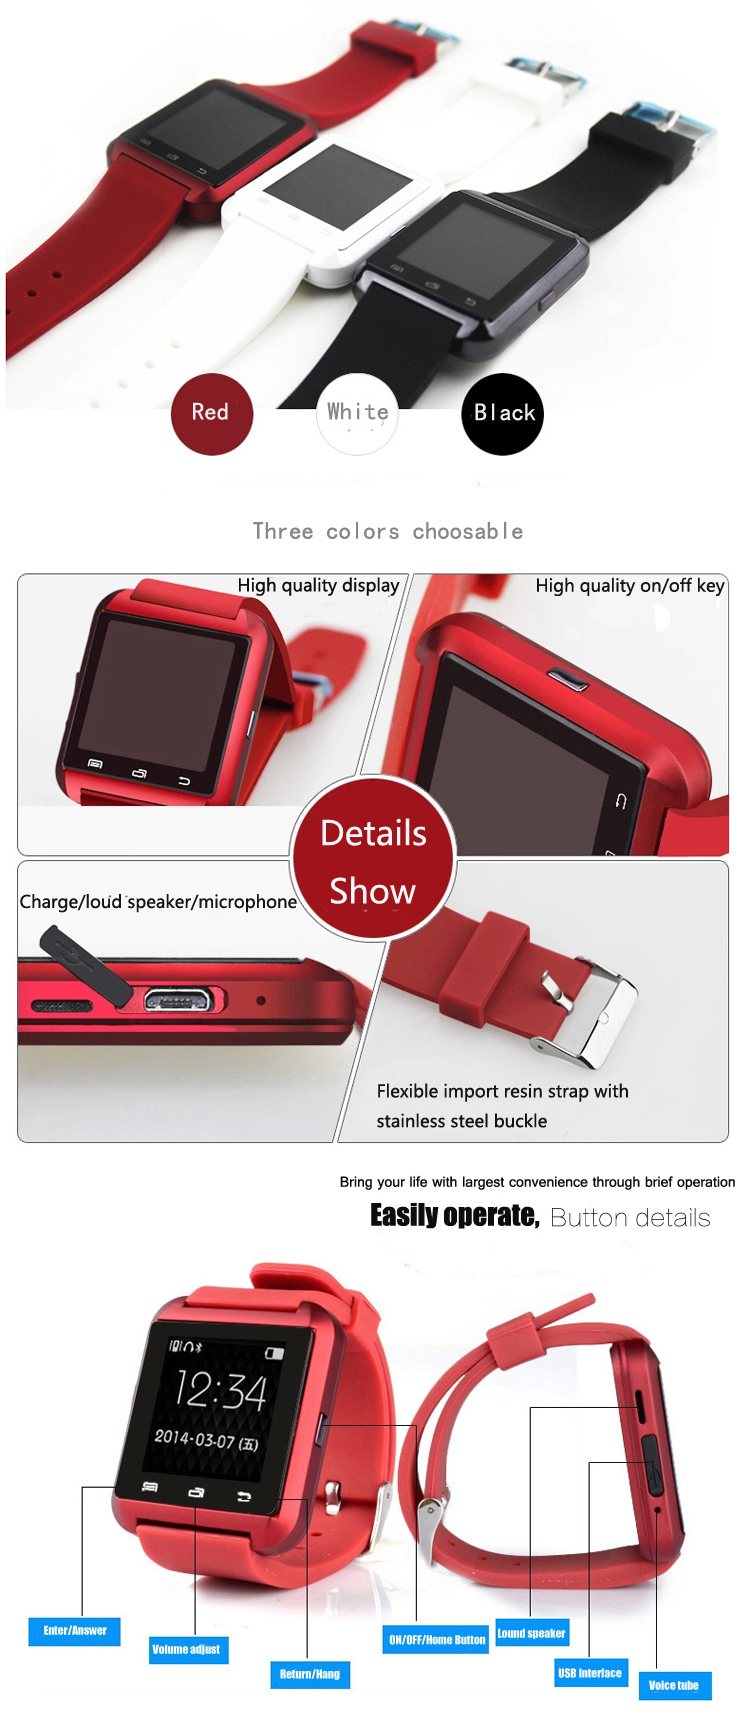 Red
White
Black
Three colors choosable
High quality display
High quality on/off key
Details
Show
Charge/loud speaker/microphone
Flexible import resin strap with
stainless steel buckle
Bring your life with largest convenience through brief operation
Easily operate, Button details
12:34
2014-03-07 (五)
Enter/Answer
Volume adjust
Return/Hang
ON/OFF/Home Button
Lound speaker
USB Interface
Voice tube